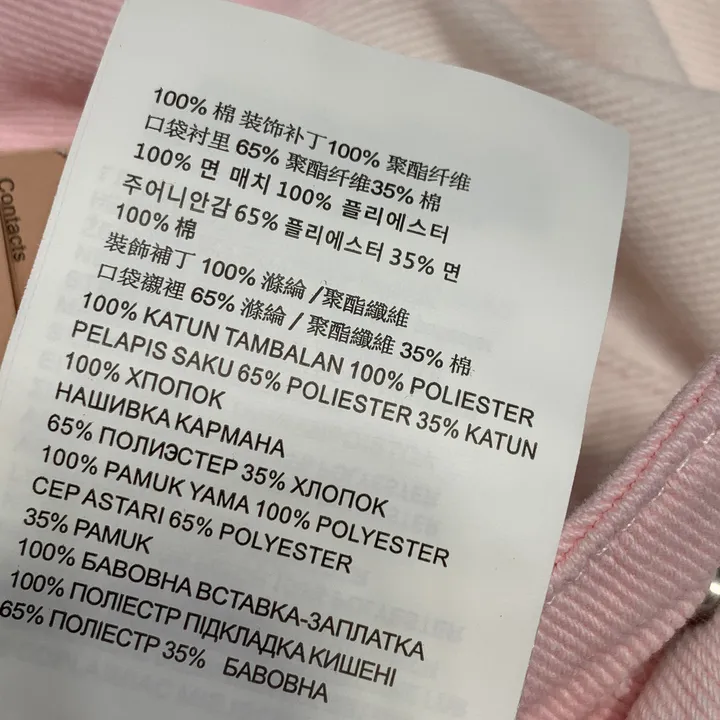 Contacts
100% 棉 装饰补丁100% 聚酯纤维
口袋衬里 65% 聚酯纤维35% 棉
100% 면 매치 100% 폴리에스터
주어니안감 65% 폴리에스터 35% 면
100% 棉
裝飾補丁 100% 滌綸 /聚酯纖維
口袋襯裡 65% 滌綸 / 聚酯纖維 35% 棉
100% KATUN TAMBALAN 100% POLIESTER
PELAPIS SAKU 65% POLIESTER 35% KATUN
100% ХПОПОК
НАШИВКА КАРМАНА
65% ПОЛИЭСТЕР 35% ХЛОПОК
100% PAMUK YAMA 100% POLYESTER
CEP ASTARI 65% POLYESTER
35% PAMUK
100% БАВОВНА ВСТАВКА-ЗАПЛАТКА
100% ПОЛІЕСТР ПІДКЛАДКА КИШЕНІ
65% ПОЛІЕСТР 35% БАВОВНА